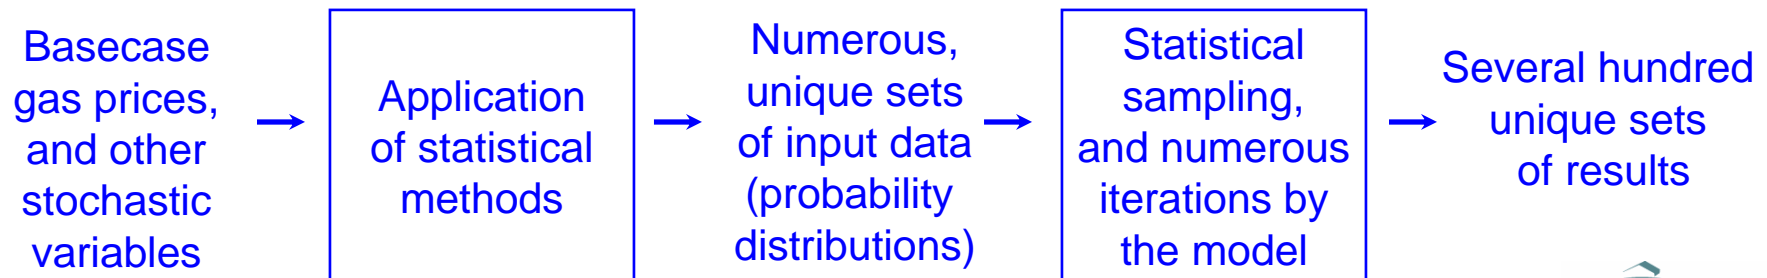 Basecase
gas prices,
and other
stochastic
variables
Application
of statistical
methods
Numerous,
unique sets
of input data
(probability
distributions)
Statistical
sampling,
and numerous
iterations by
the model
Several hundred
unique sets
of results